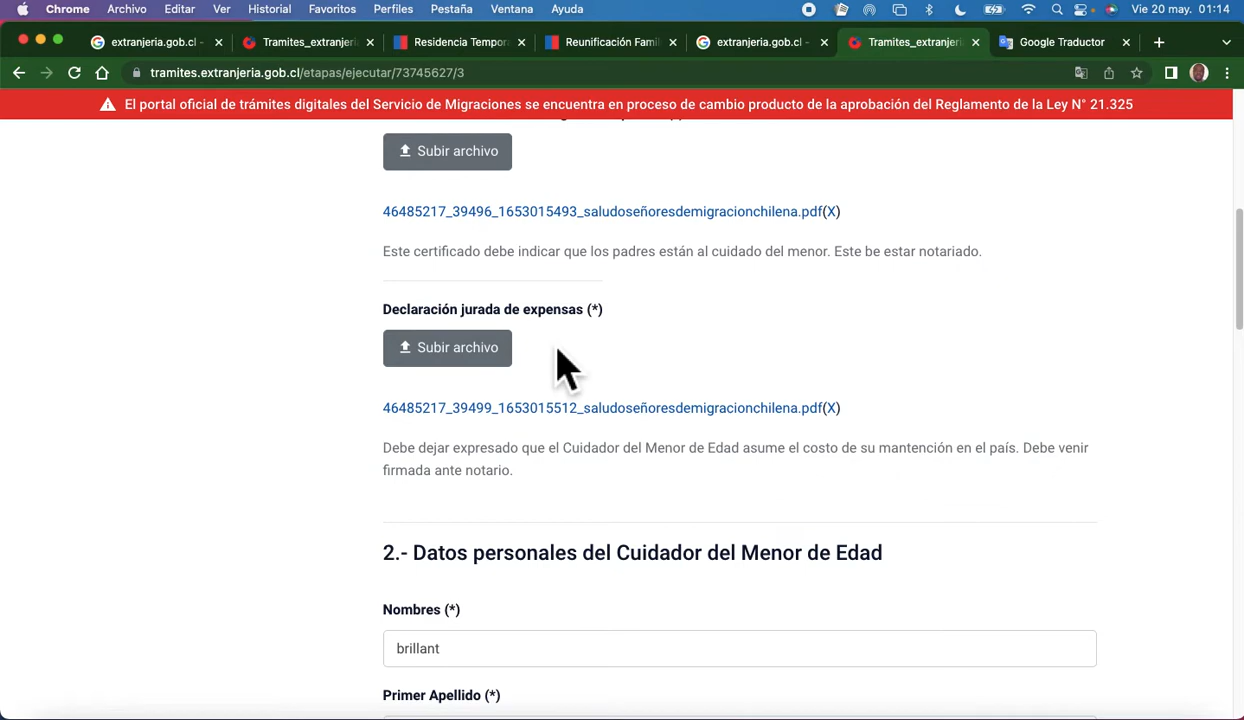 Chrome Archivo Editar Ver Historial Favoritos Perfiles Pestaña Ventana Ayuda Vie 20 may. 01:14
extranjeria.gob.cl - Tramites_extranjeri Residencia Tempor Reunificación Famil extranjeria.gob.cl - Tramites_extranjeri Google Traductor
tramites.extranjeria.gob.cl/etapas/ejecutar/73745627/3
El portal oficial de trámites digitales del Servicio de Migraciones se encuentra en proceso de cambio producto de la aprobación del Reglamento de la Ley N° 21.325
Subir archivo
46485217_39496_1653015493_saludoseñoresdemigracionchilena.pdf(X)
Este certificado debe indicar que los padres están al cuidado del menor. Este be estar notariado.
Declaración jurada de expensas (*)
Subir archivo
46485217_39499_1653015512_saludoseñoresdemigracionchilena.pdf(X)
Debe dejar expresado que el Cuidador del Menor de Edad asume el costo de su mantención en el país. Debe venir
firmada ante notario.
2.- Datos personales del Cuidador del Menor de Edad
Nombres (*)
brillant
Primer Apellido (*)